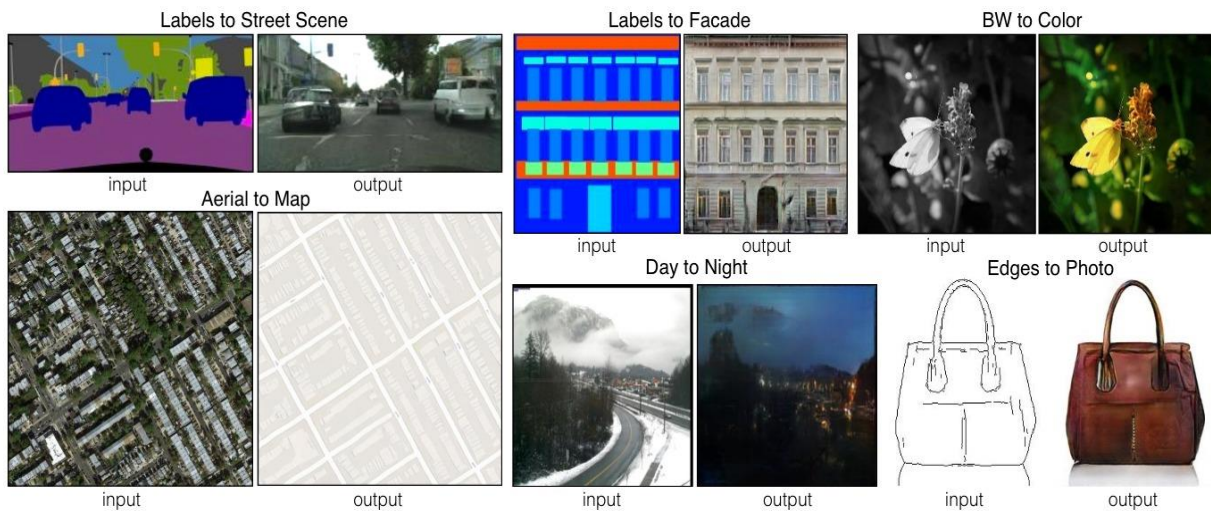 Labels to Street Scene
input
output
Aerial to Map
input
output
Labels to Facade
input
output
BW to Color
input
output
Day to Night
input
output
Edges to Photo
input
output